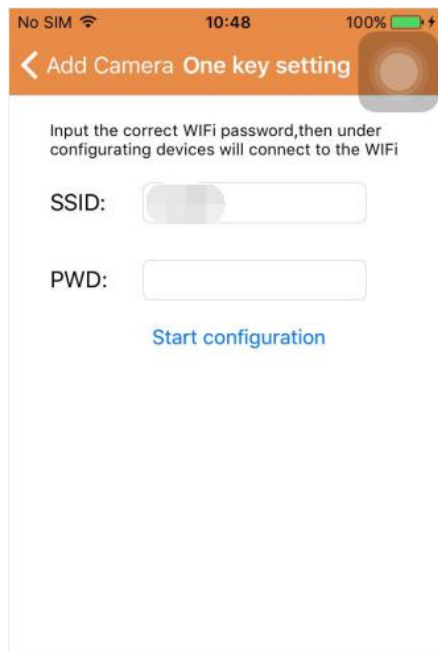 No SIM 10:48 100%
Add Camera One key setting
Input the correct WIFi password,then under
configurating devices will connect to the WIFi
SSID:
PWD:
Start configuration